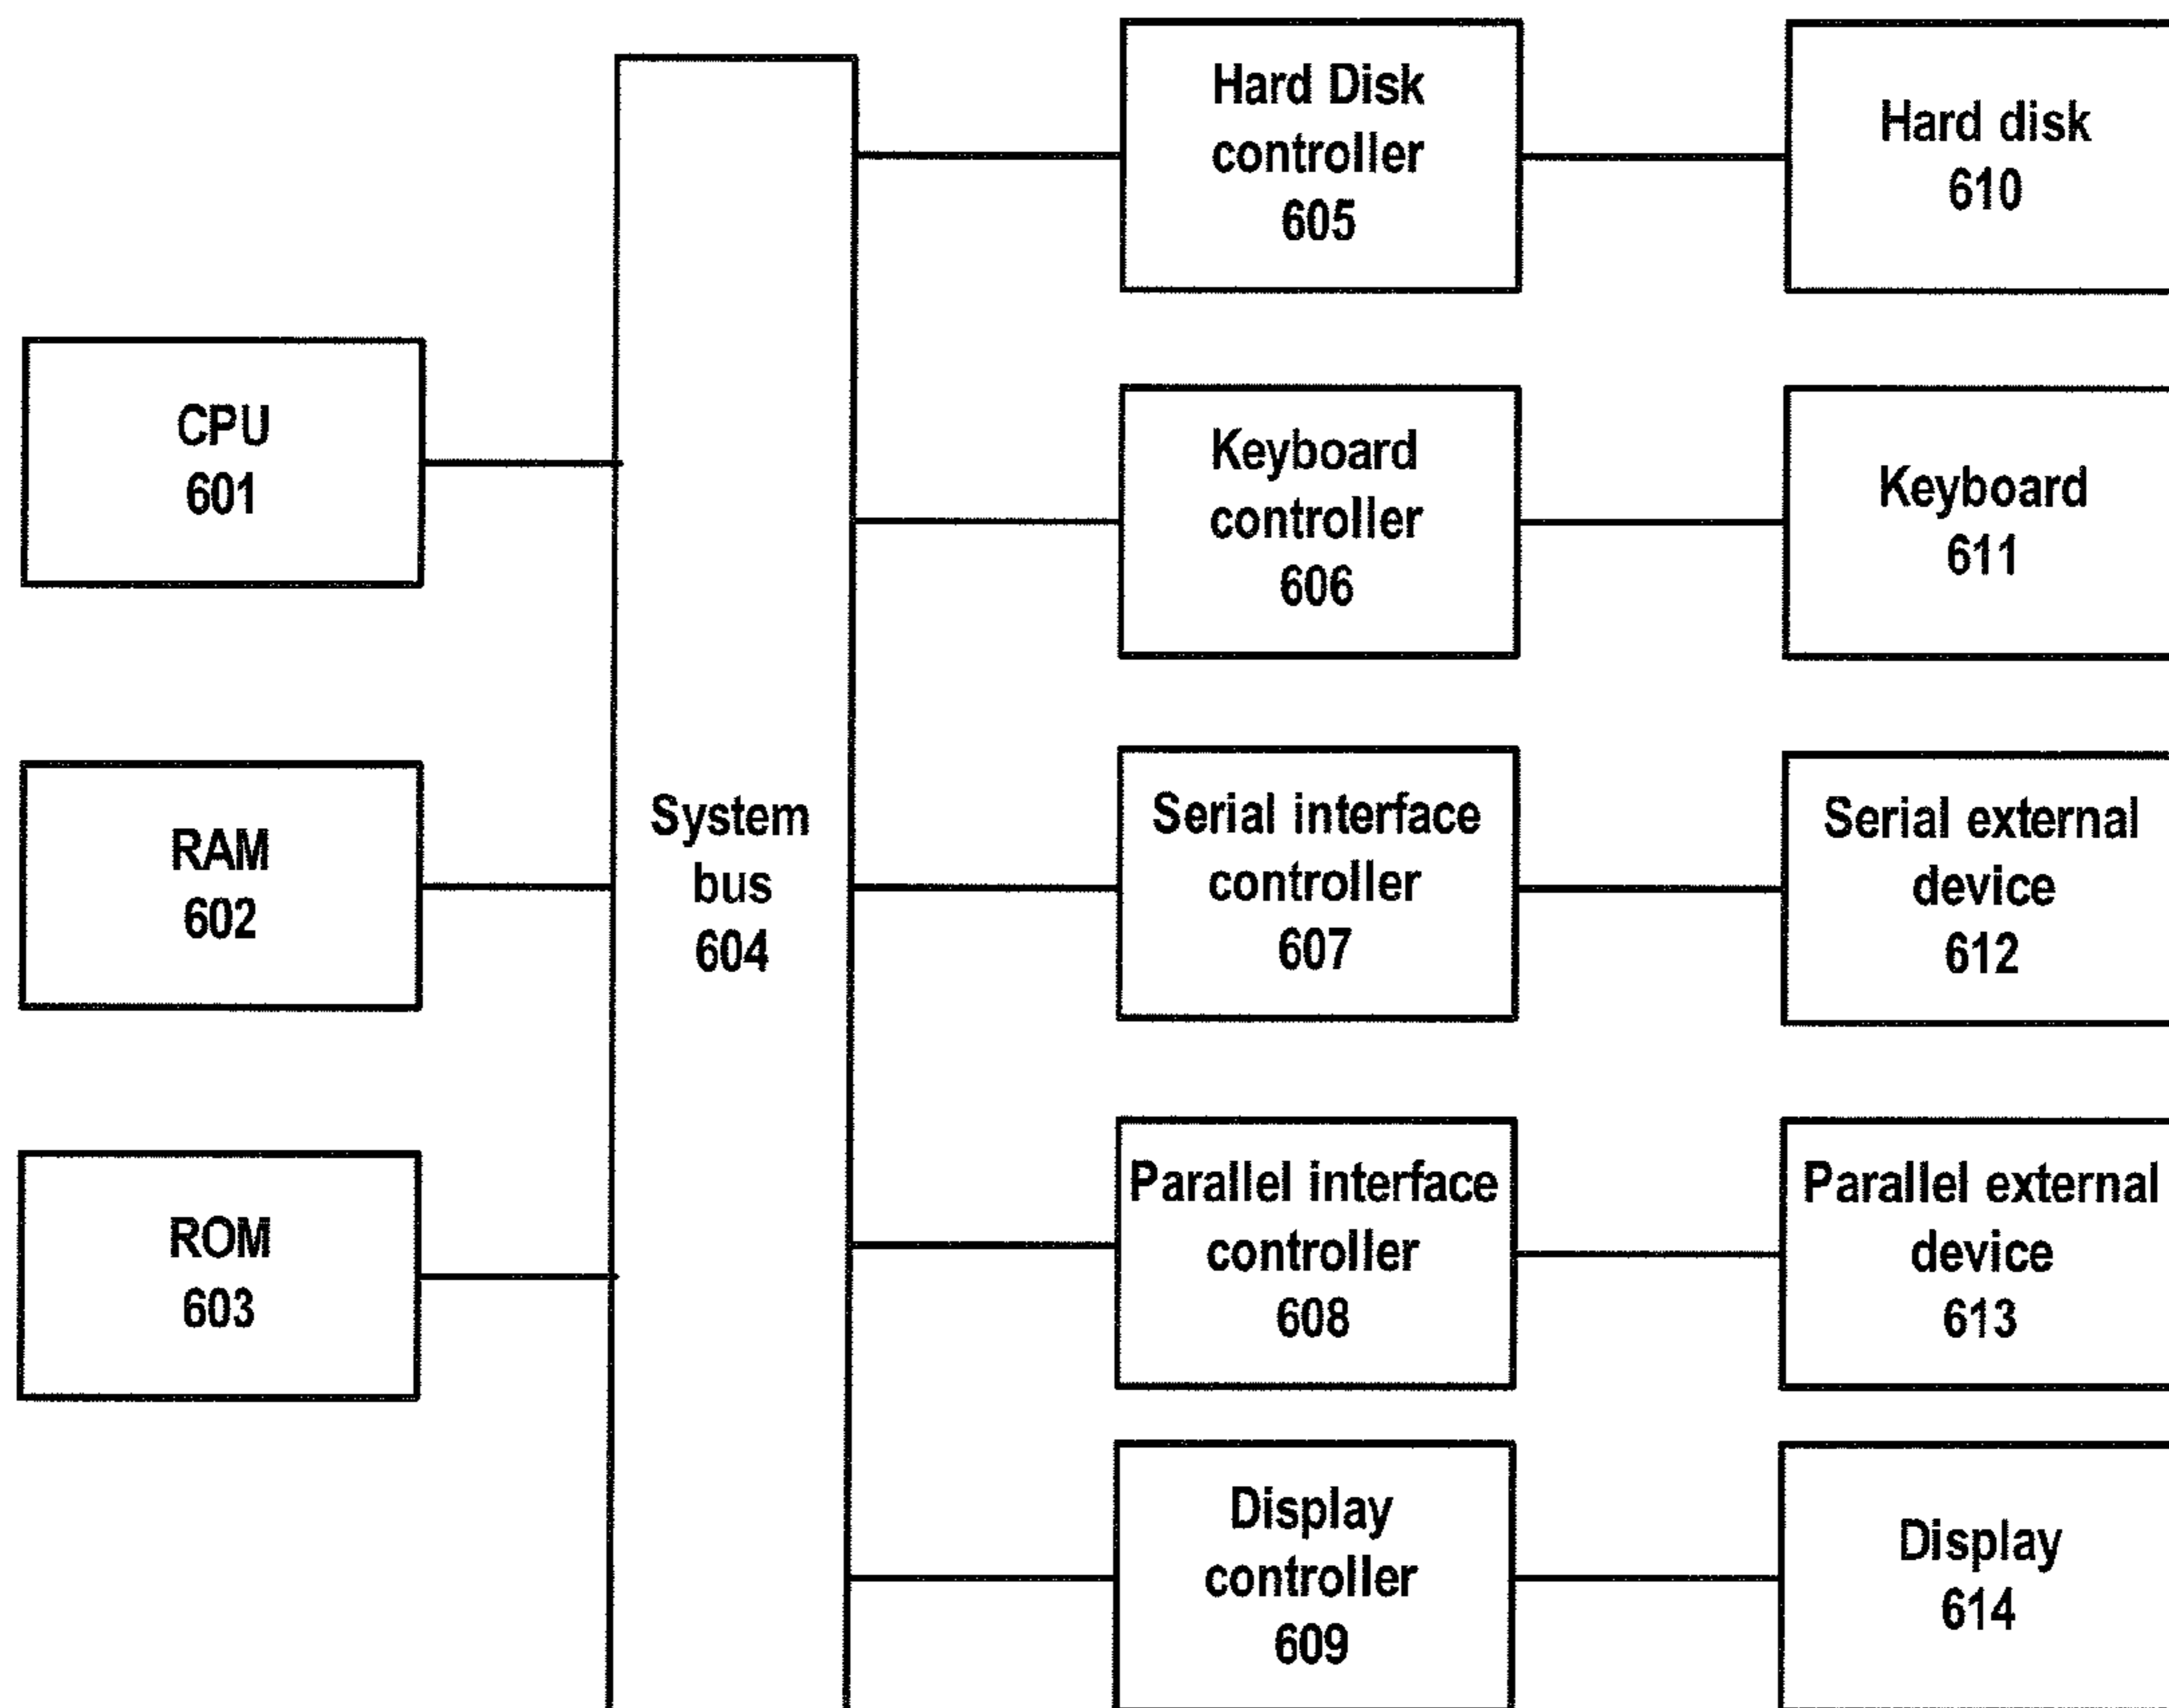 CPU
601
RAM
602
ROM
603
System
bus
604
Hard Disk
controller
605
Keyboard
controller
606
Serial interface
controller
607
Parallel interface
controller
608
Display
controller
609
Hard disk
610
Keyboard
611
Serial external
device
612
Parallel external
device
613
Display
614